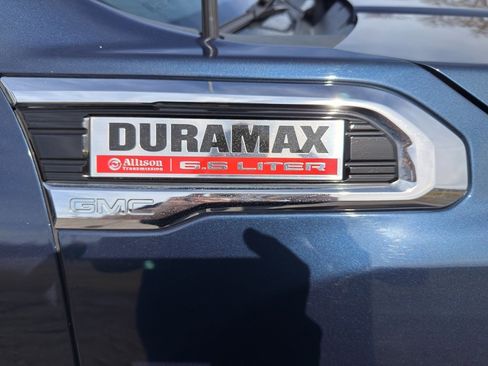 DURAMAX
Allison
Transmission
6.6 LITER
GMC